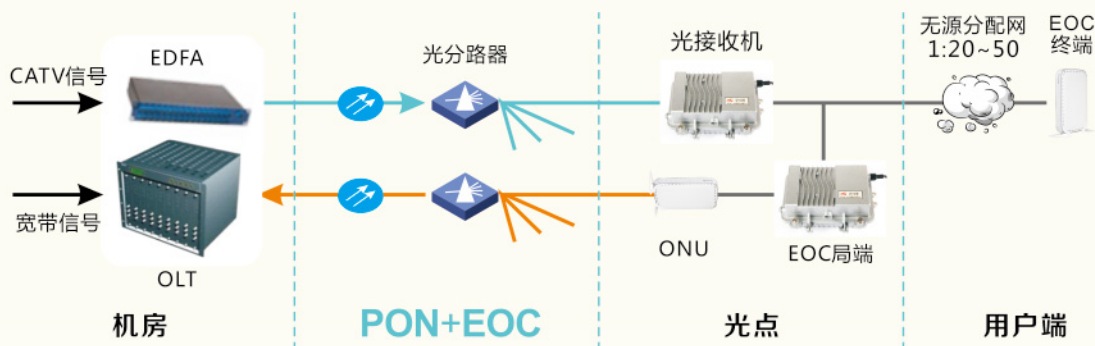 EDFA
CATV信号
宽带信号
OLT
机房
光分路器
PON+EOC
光接收机
ONU
EOC局端
光点
无源分配网
1:20~50
EOC
终端
用户端